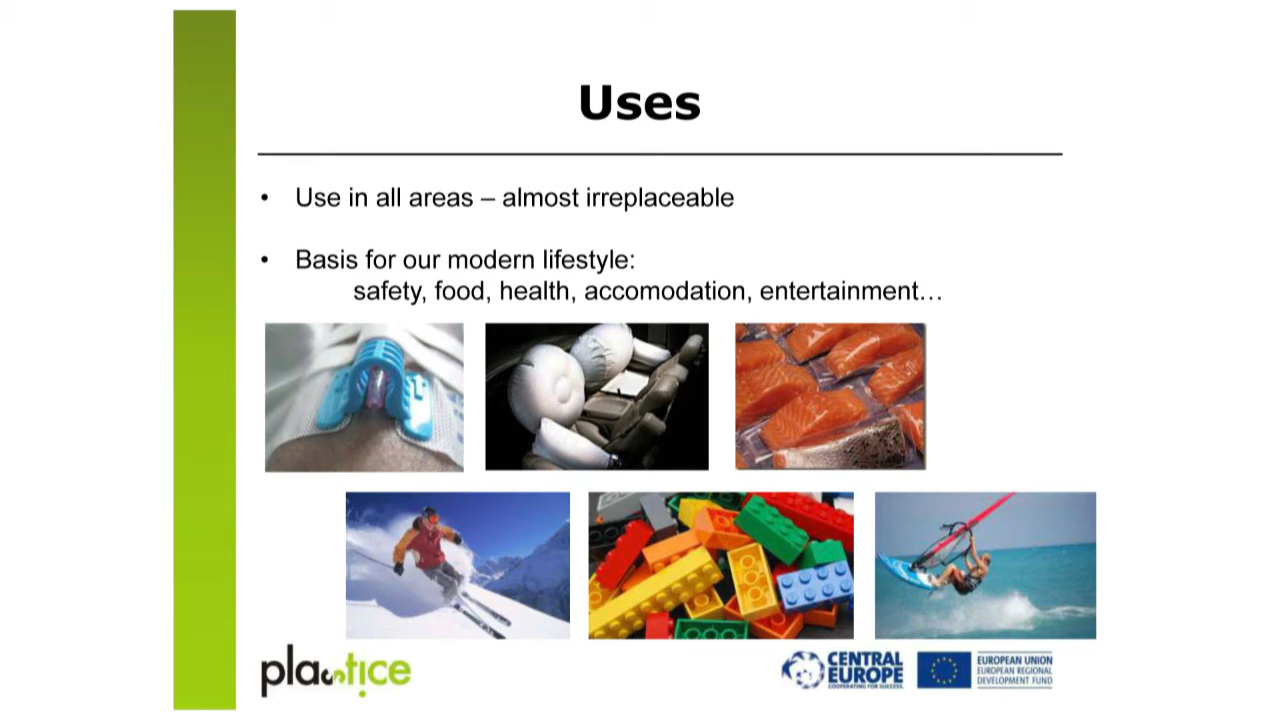 Uses
• Use in all areas – almost irreplaceable
• Basis for our modern lifestyle:
safety, food, health, accomodation, entertainment…
plastice
CENTRAL
EUROPE
COOPERATING FOR SUCCESS.
EUROPEAN UNION
EUROPEAN REGIONAL
DEVELOPMENT FUND